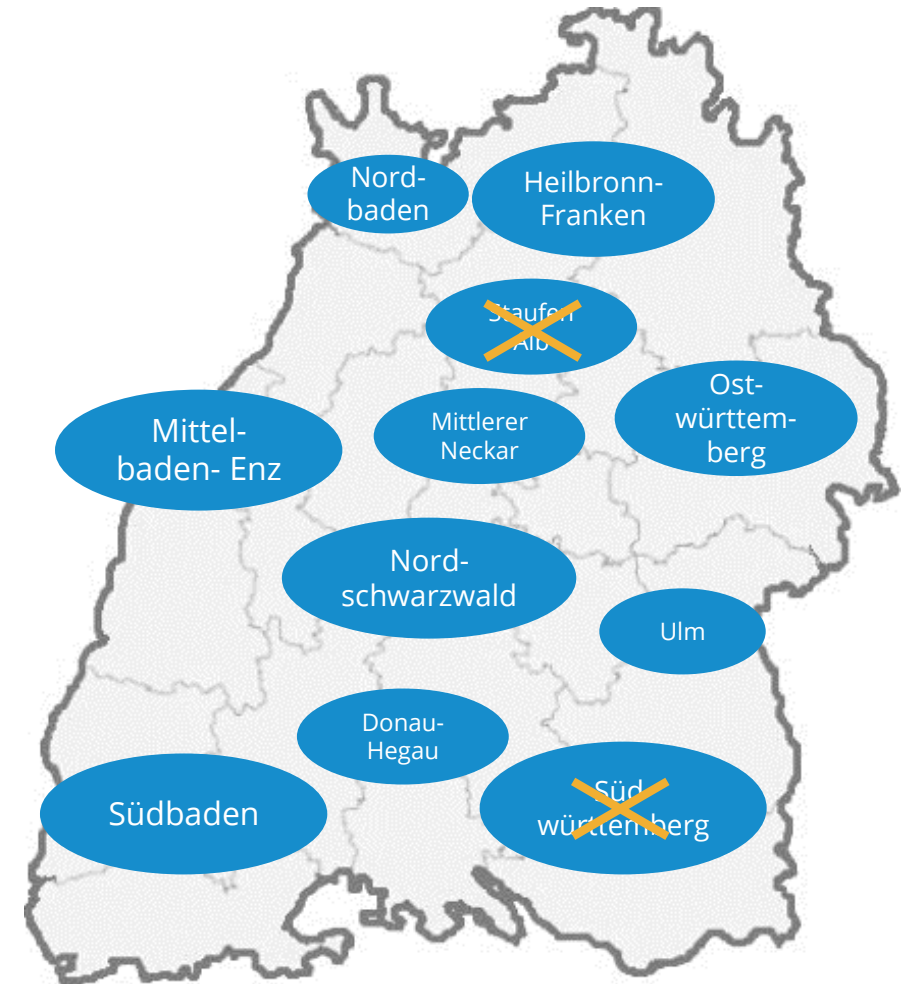 Nord-
baden
Heilbronn-
Franken
Staufen
Alb
Ost-
württem-
berg
Mittel-
baden- Enz
Mittlerer
Neckar
Nord-
schwarzwald
Ulm
Donau-
Hegau
Südbaden
Süd
württemberg